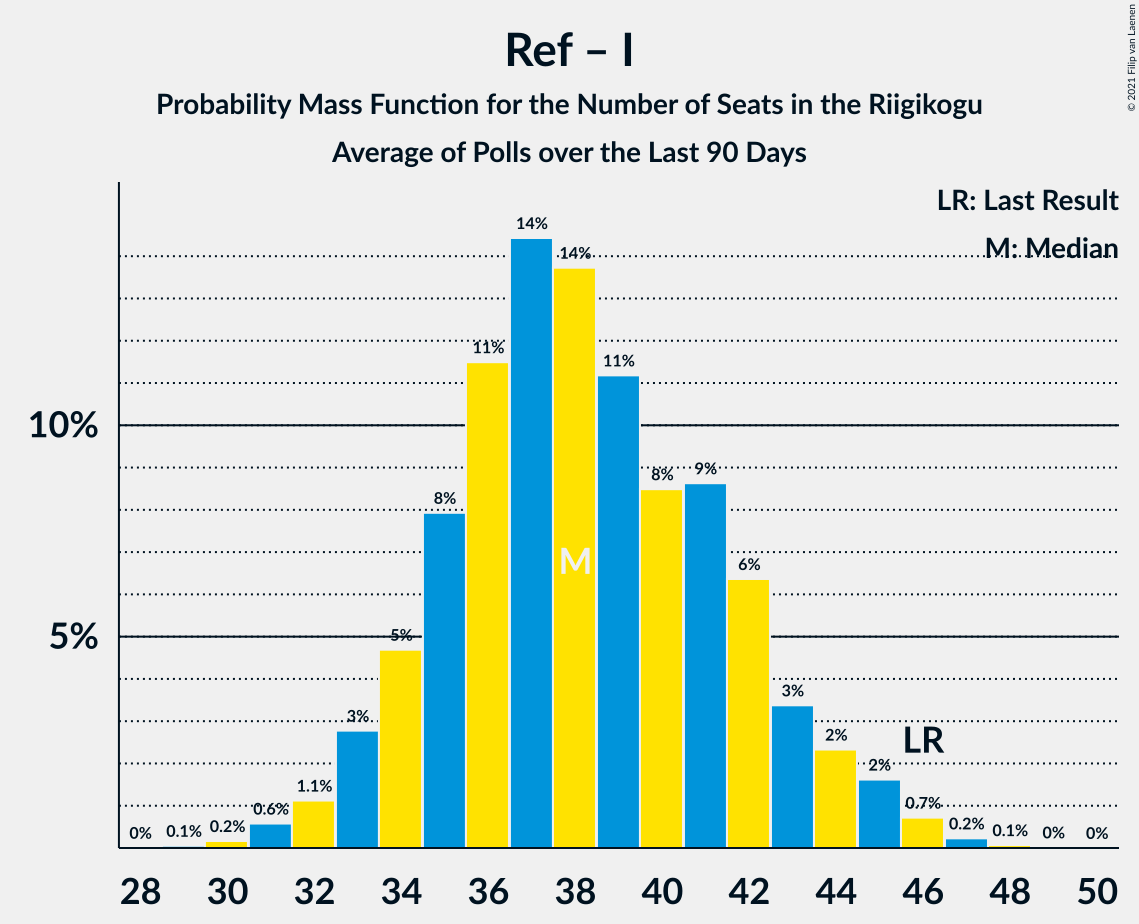 Ref – I
Probability Mass Function for the Number of Seats in the Riigikogu
Average of Polls over the Last 90 Days
© 2021 Filip van Laenen
LR: Last Result
M: Median
10%
5%
0%
0.1%
0.2%
0.6%
1.1%
3%
5%
8%
11%
14%
14%
11%
8%
9%
6%
3%
2%
2%
0.7%
0.2%
0.1%
0%
0%
M
LR
28 30 32 34 36 38 40 42 44 46 48 50